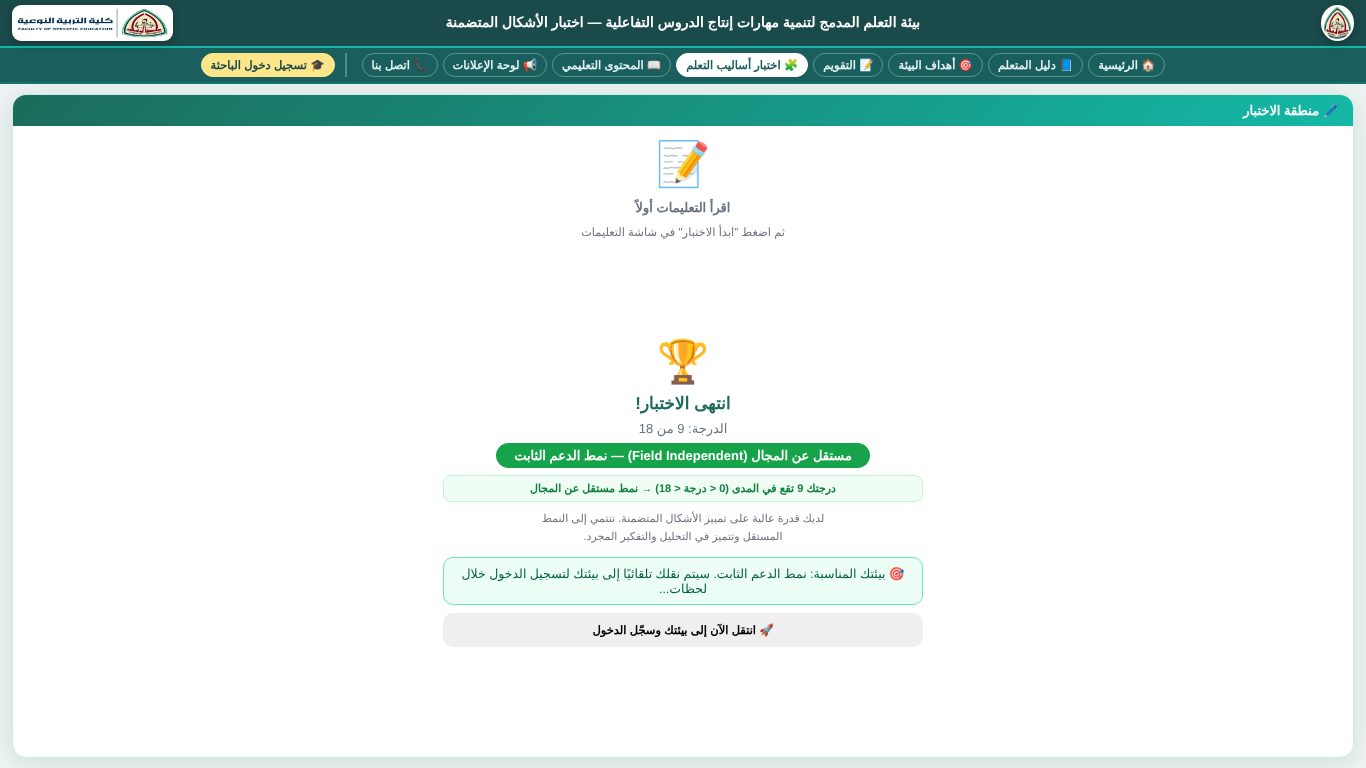 بيئة التعلم المدمج لتنمية مهارات إنتاج الدروس التفاعلية — اختبار الأشكال المتضمنة
كلية التربية النوعية
FACULTY OF SPECIFIC EDUCATION
🏠 الرئيسية
📘 دليل المتعلم
🎯 أهداف البيئة
📝 التقويم
🧩 اختبار أساليب التعلم
📖 المحتوى التعليمي
📢 لوحة الإعلانات
📞 اتصل بنا
🎓 تسجيل دخول الباحثة
🖊️ منطقة الاختبار
📝
اقرأ التعليمات أولاً
ثم اضغط "ابدأ الاختبار" في شاشة التعليمات
🏆
انتهى الاختبار!
الدرجة: 9 من 18
مستقل عن المجال (Field Independent) — نمط الدعم الثابت
درجتك 9 تقع في المدى (0 < درجة < 18) → نمط مستقل عن المجال
لديك قدرة عالية على تمييز الأشكال المتضمنة. تنتمي إلى النمط
المستقل وتتميز في التحليل والتفكير المجرد.
🎯 بيئتك المناسبة: نمط الدعم الثابت. سيتم نقلك تلقائيًا إلى بيئتك لتسجيل الدخول خلال
لحظات...
🚀 انتقل الآن إلى بيئتك وسجّل الدخول